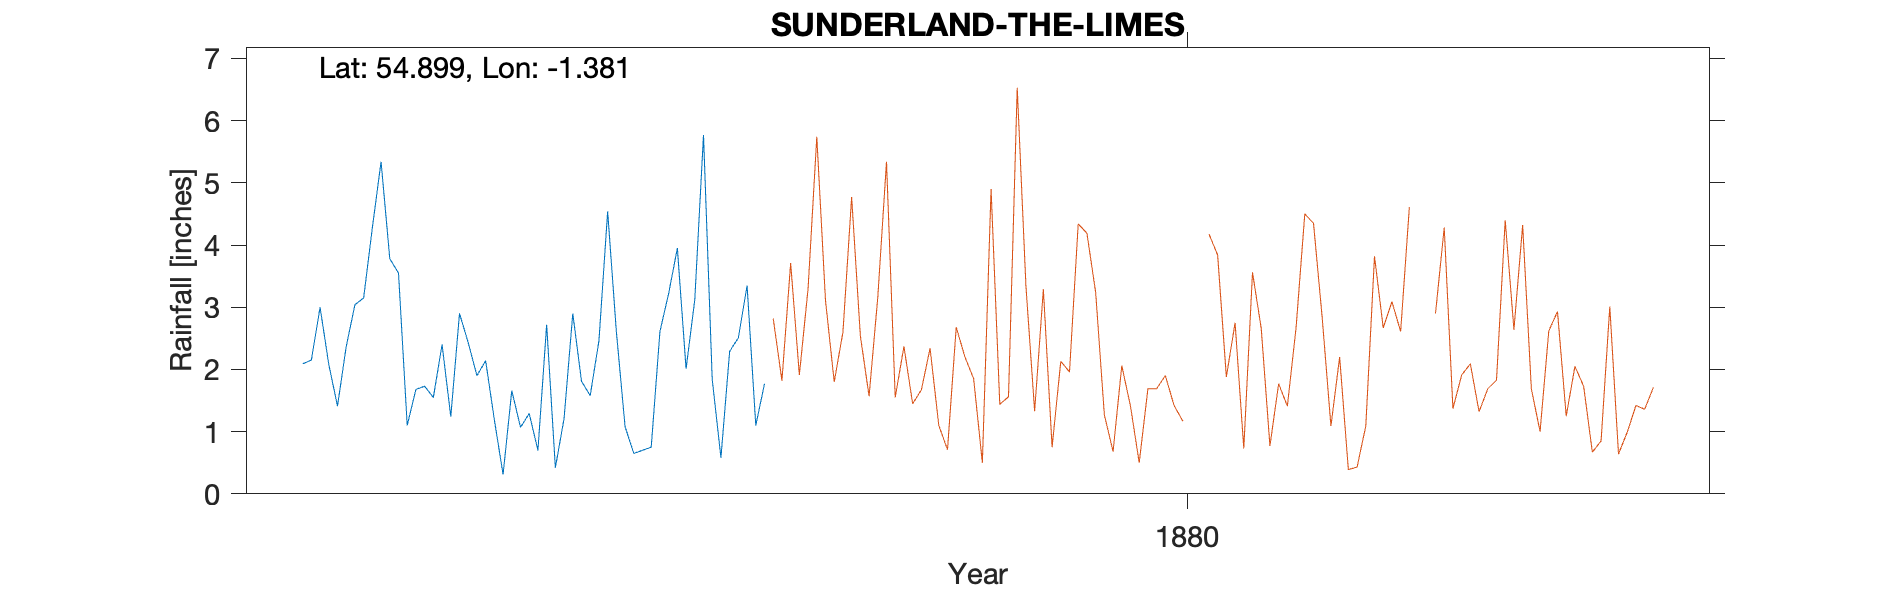 SUNDERLAND-THE-LIMES
Lat: 54.899, Lon: -1.381
7
6
5
4
3
2
1
0
Rainfall [inches]
1880
Year